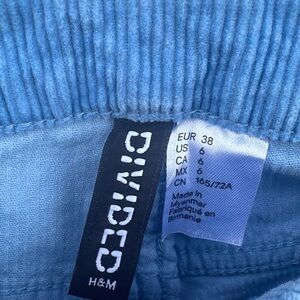 DIVIDED
H&M
EUR 38
US 6
CA 6
MX 6
CN 165/72A
Made in
Myanmar
Fabriqué en
Birmanie